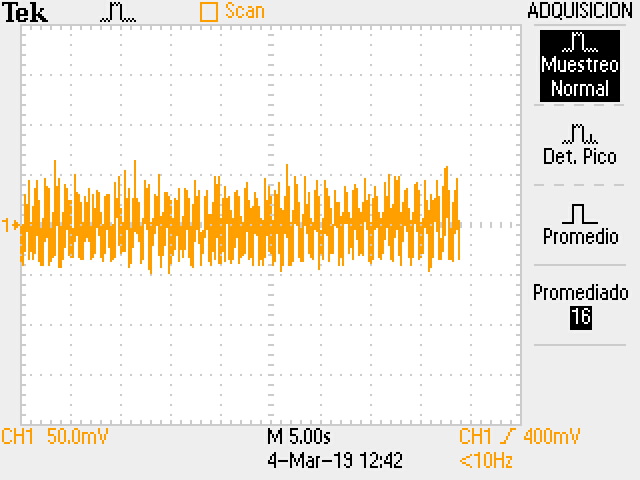 Tek
Scan
ADQUISICION
Muestreo
Normal
Det. Pico
Promedio
Promediado
16
1
CH1 50.0mV
M 5.00s
CH1 400mV
4-Mar-19 12:42
<10Hz